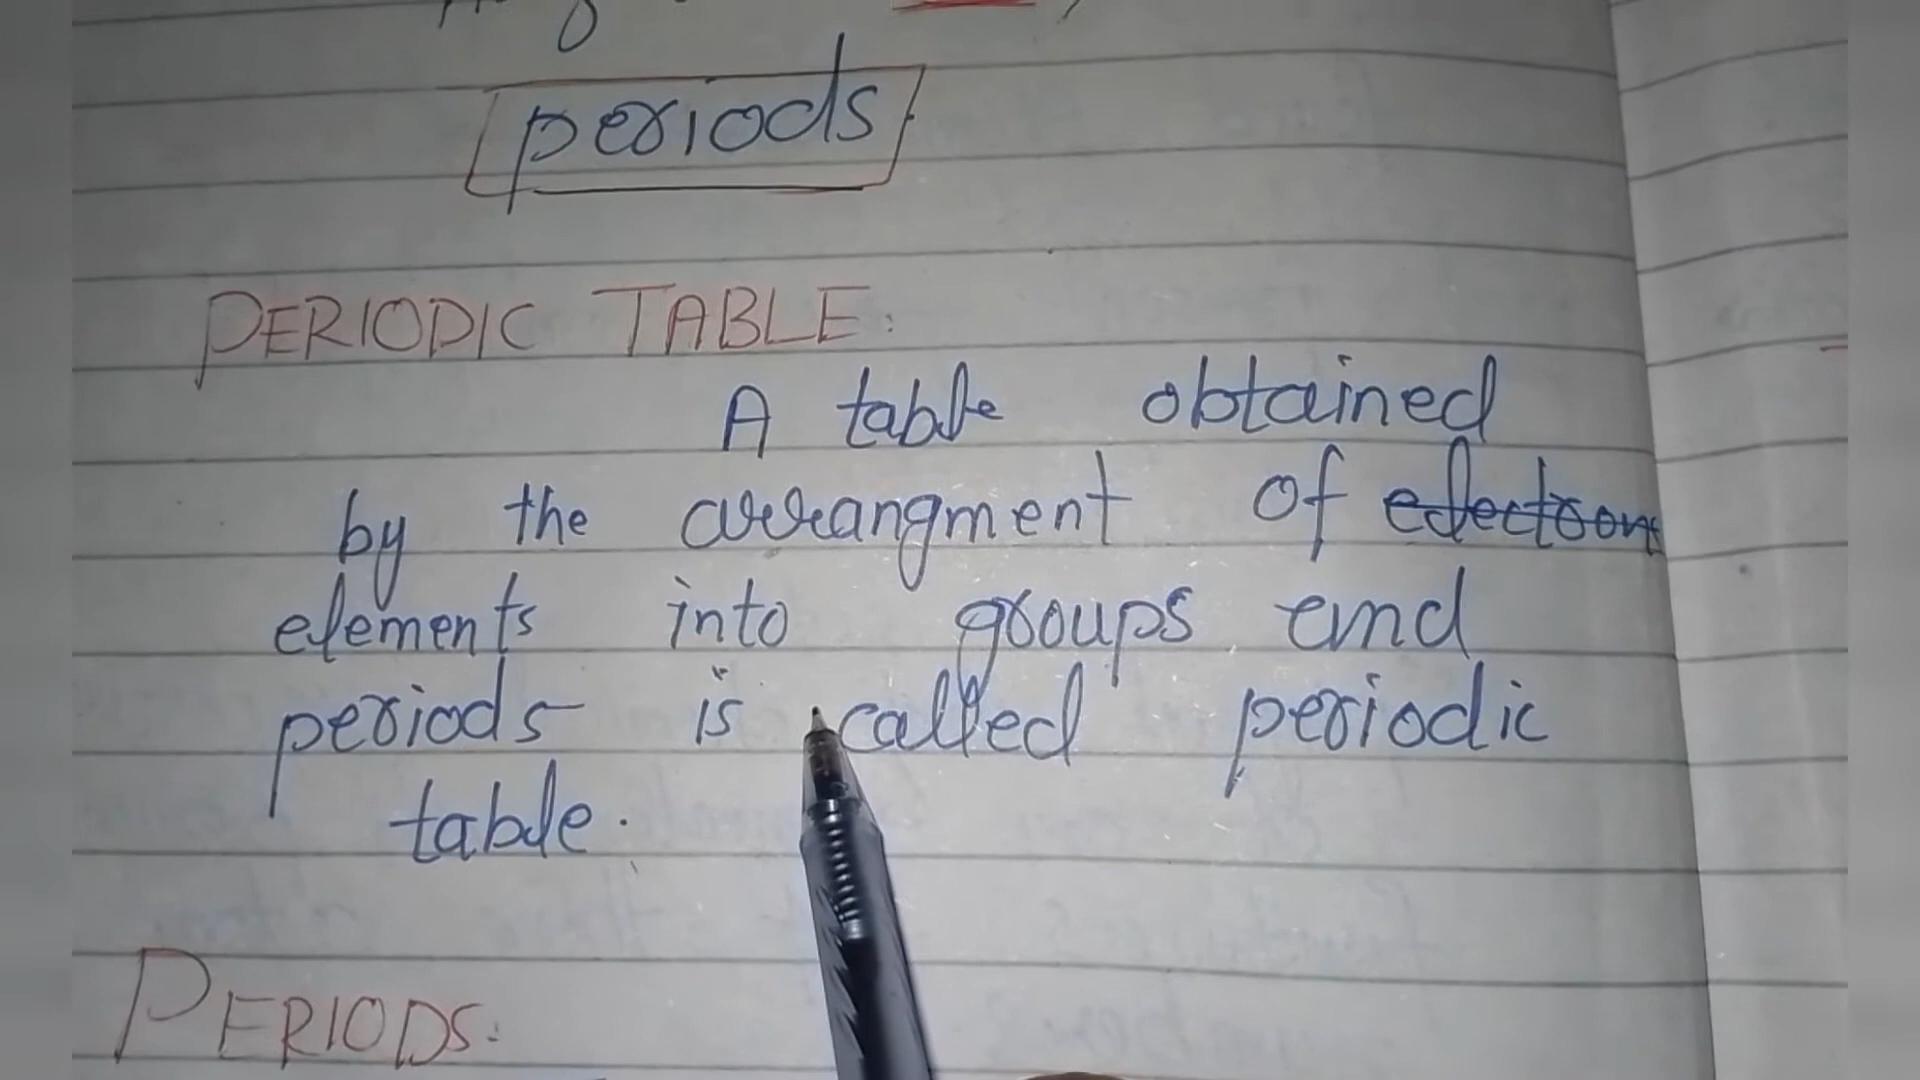 periods
PERIODIC TABLE:
A table obtained
by the arrangment of electrons
elements into groups and
periods is called periodic
table.
PERIODS: